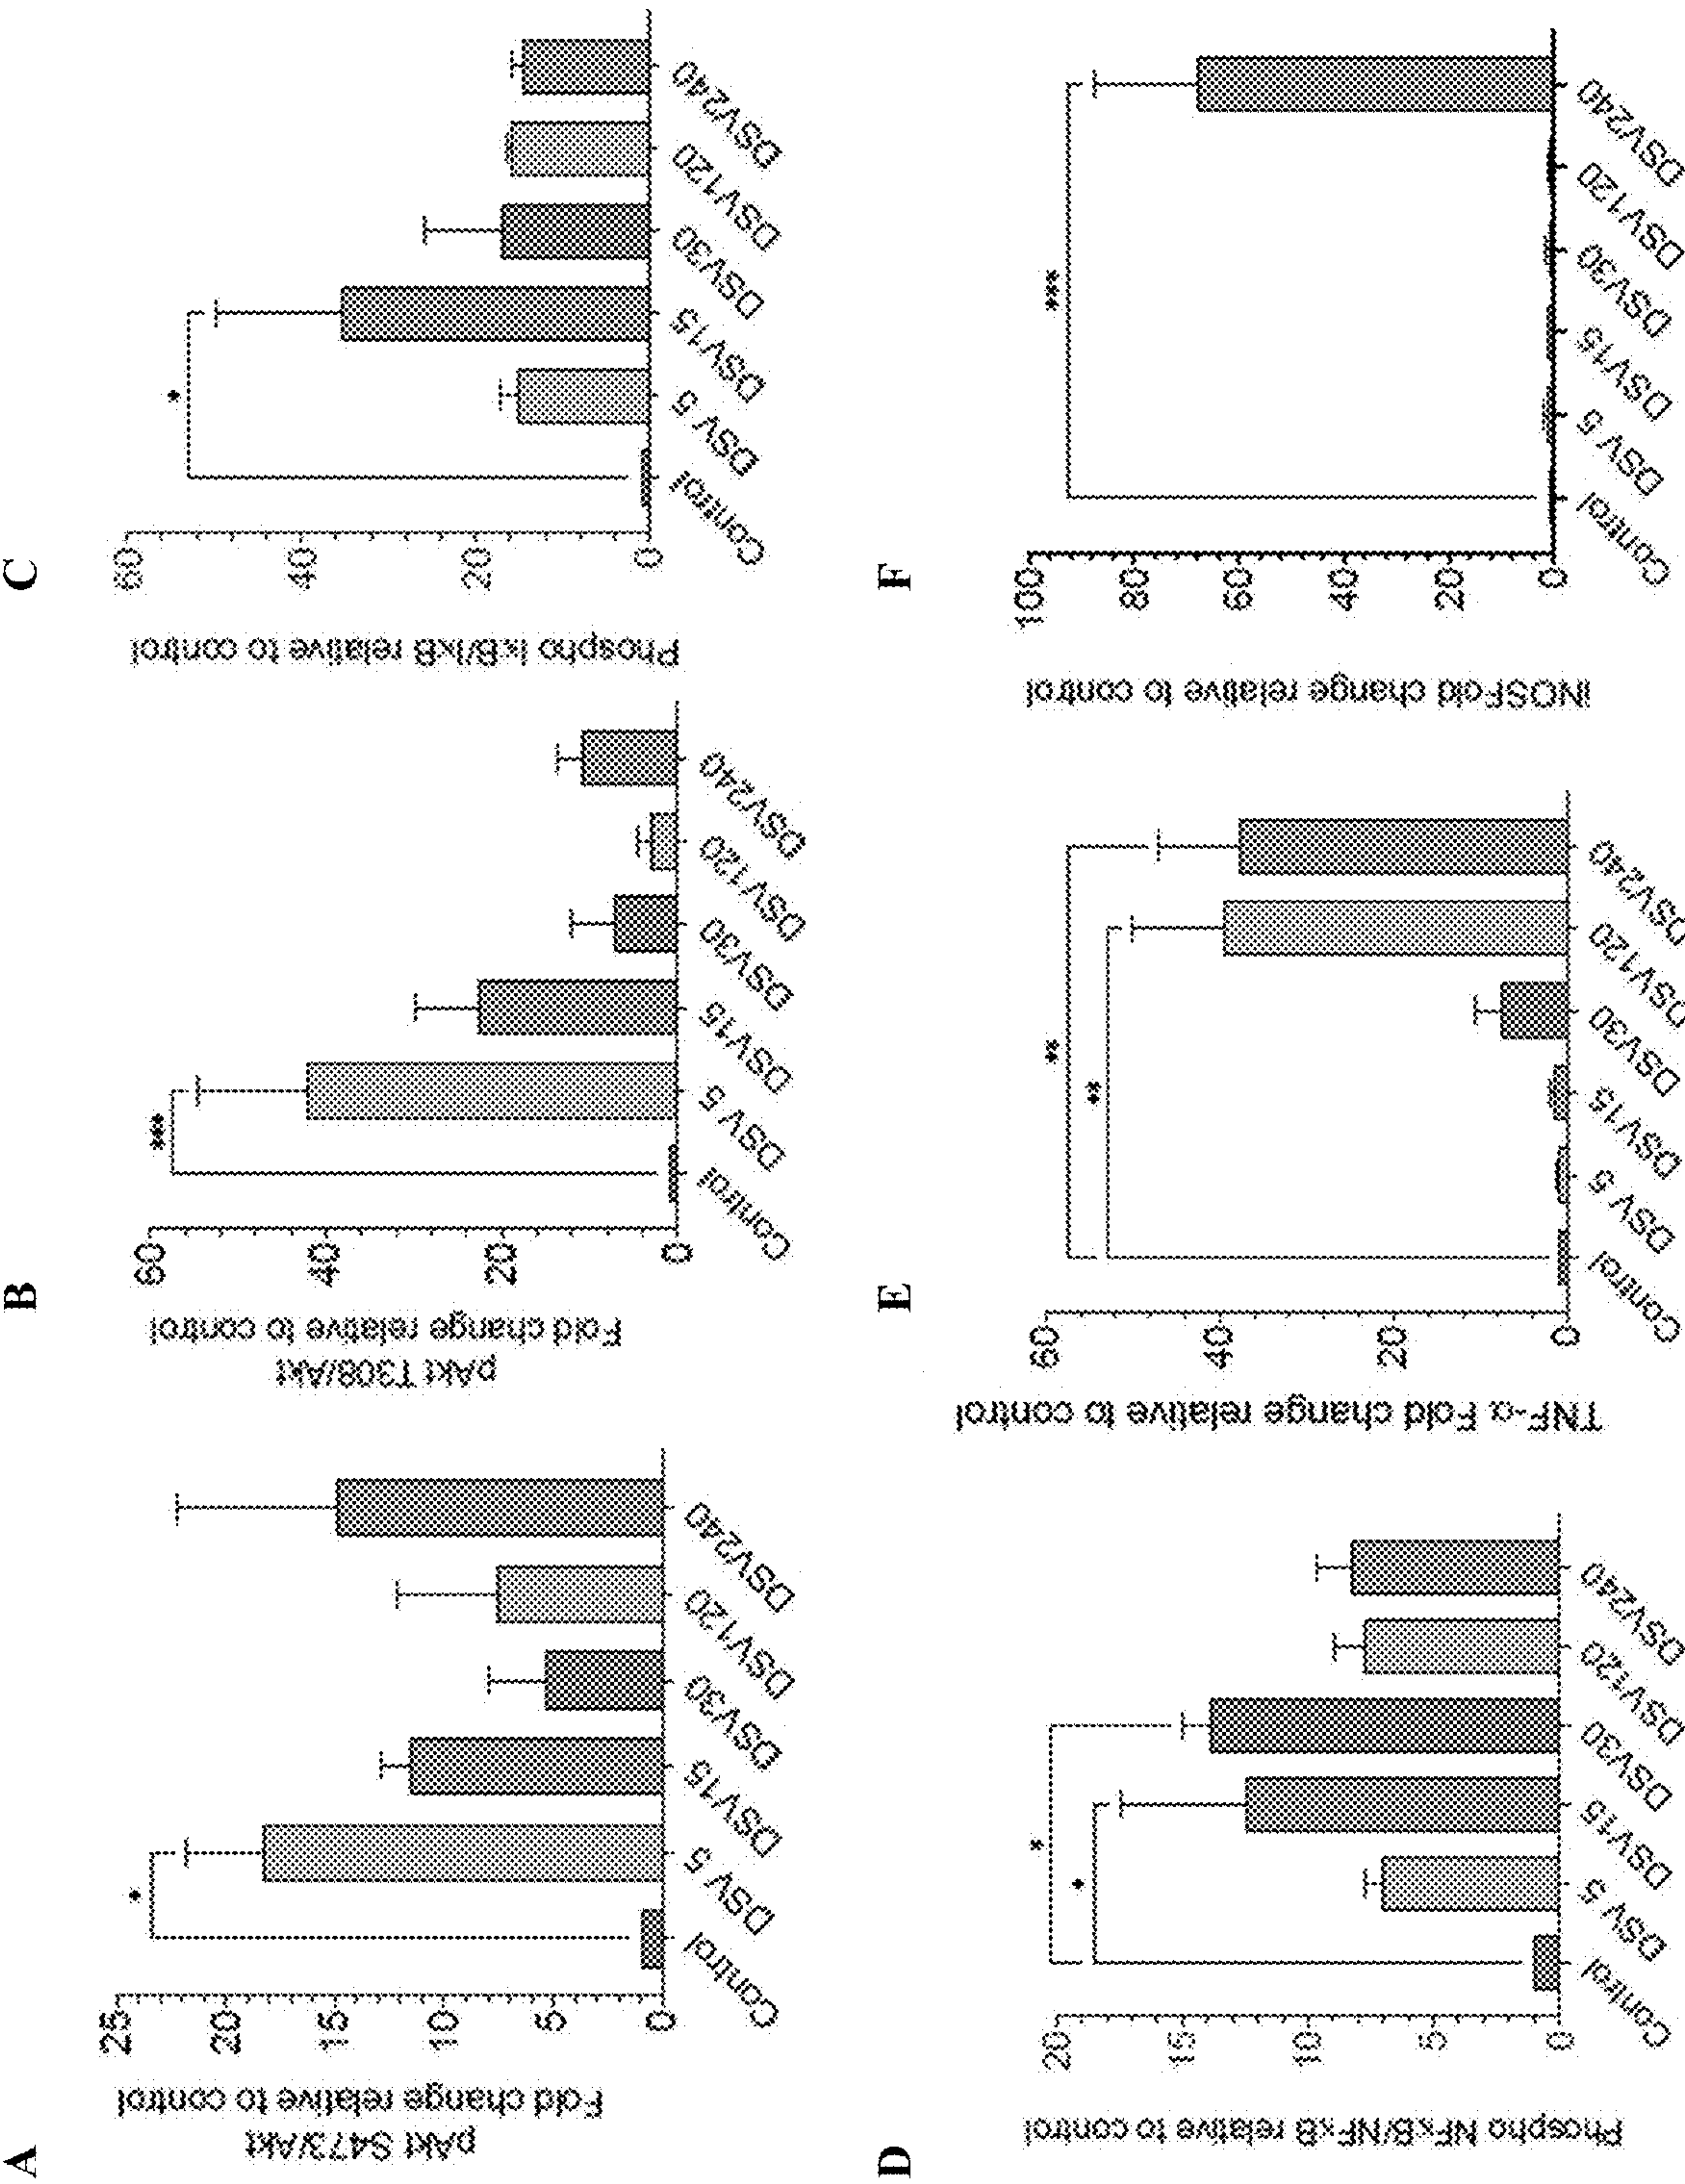 A
pAkt S473/Akt
Fold change relative to control
25
20
15
10
5
0
*
Control
DSV 5
DSV15
DSV30
DSV120
DSV240
B
pAkt T308/Akt
Fold change relative to control
60
40
20
0
***
Control
DSV 5
DSV15
DSV30
DSV120
DSV240
C
Phospho IκB/IκB relative to control
60
40
20
0
*
Control
DSV 5
DSV15
DSV30
DSV120
DSV240
D
Phospho NFκB/NFκB relative to control
20
15
10
5
0
*
*
Control
DSV 5
DSV15
DSV30
DSV120
DSV240
E
TNF-α Fold change relative to control
60
40
20
0
**
**
Control
DSV 5
DSV15
DSV30
DSV120
DSV240
F
iNOSFold change relative to control
100
80
60
40
20
0
***
Control
DSV 5
DSV15
DSV30
DSV120
DSV240